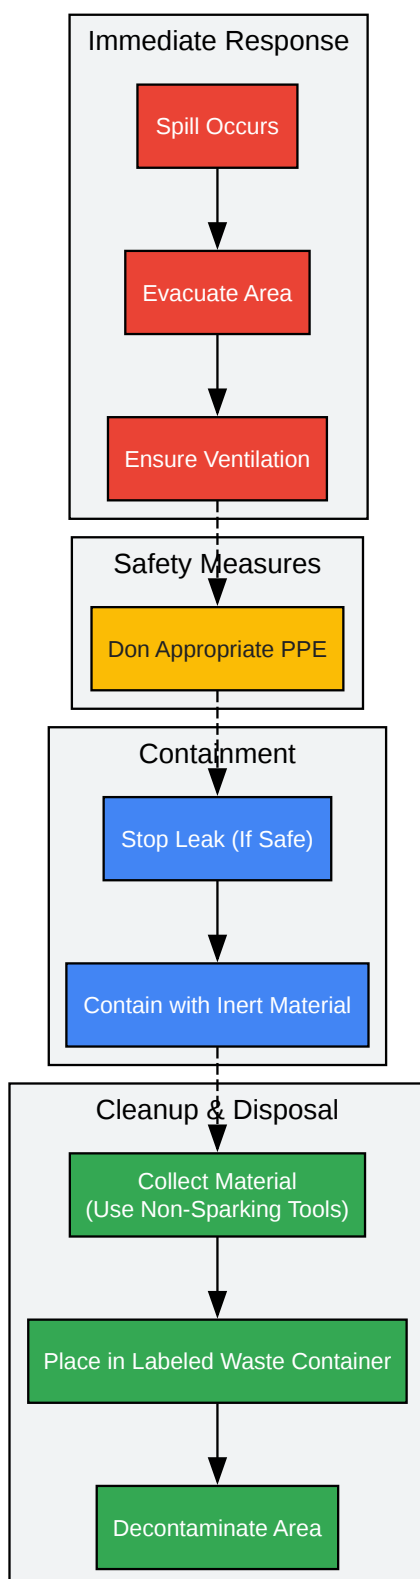 Immediate Response
Spill Occurs
Evacuate Area
Ensure Ventilation
Safety Measures
Don Appropriate PPE
Containment
Stop Leak (If Safe)
Contain with Inert Material
Cleanup & Disposal
Collect Material
(Use Non-Sparking Tools)
Place in Labeled Waste Container
Decontaminate Area